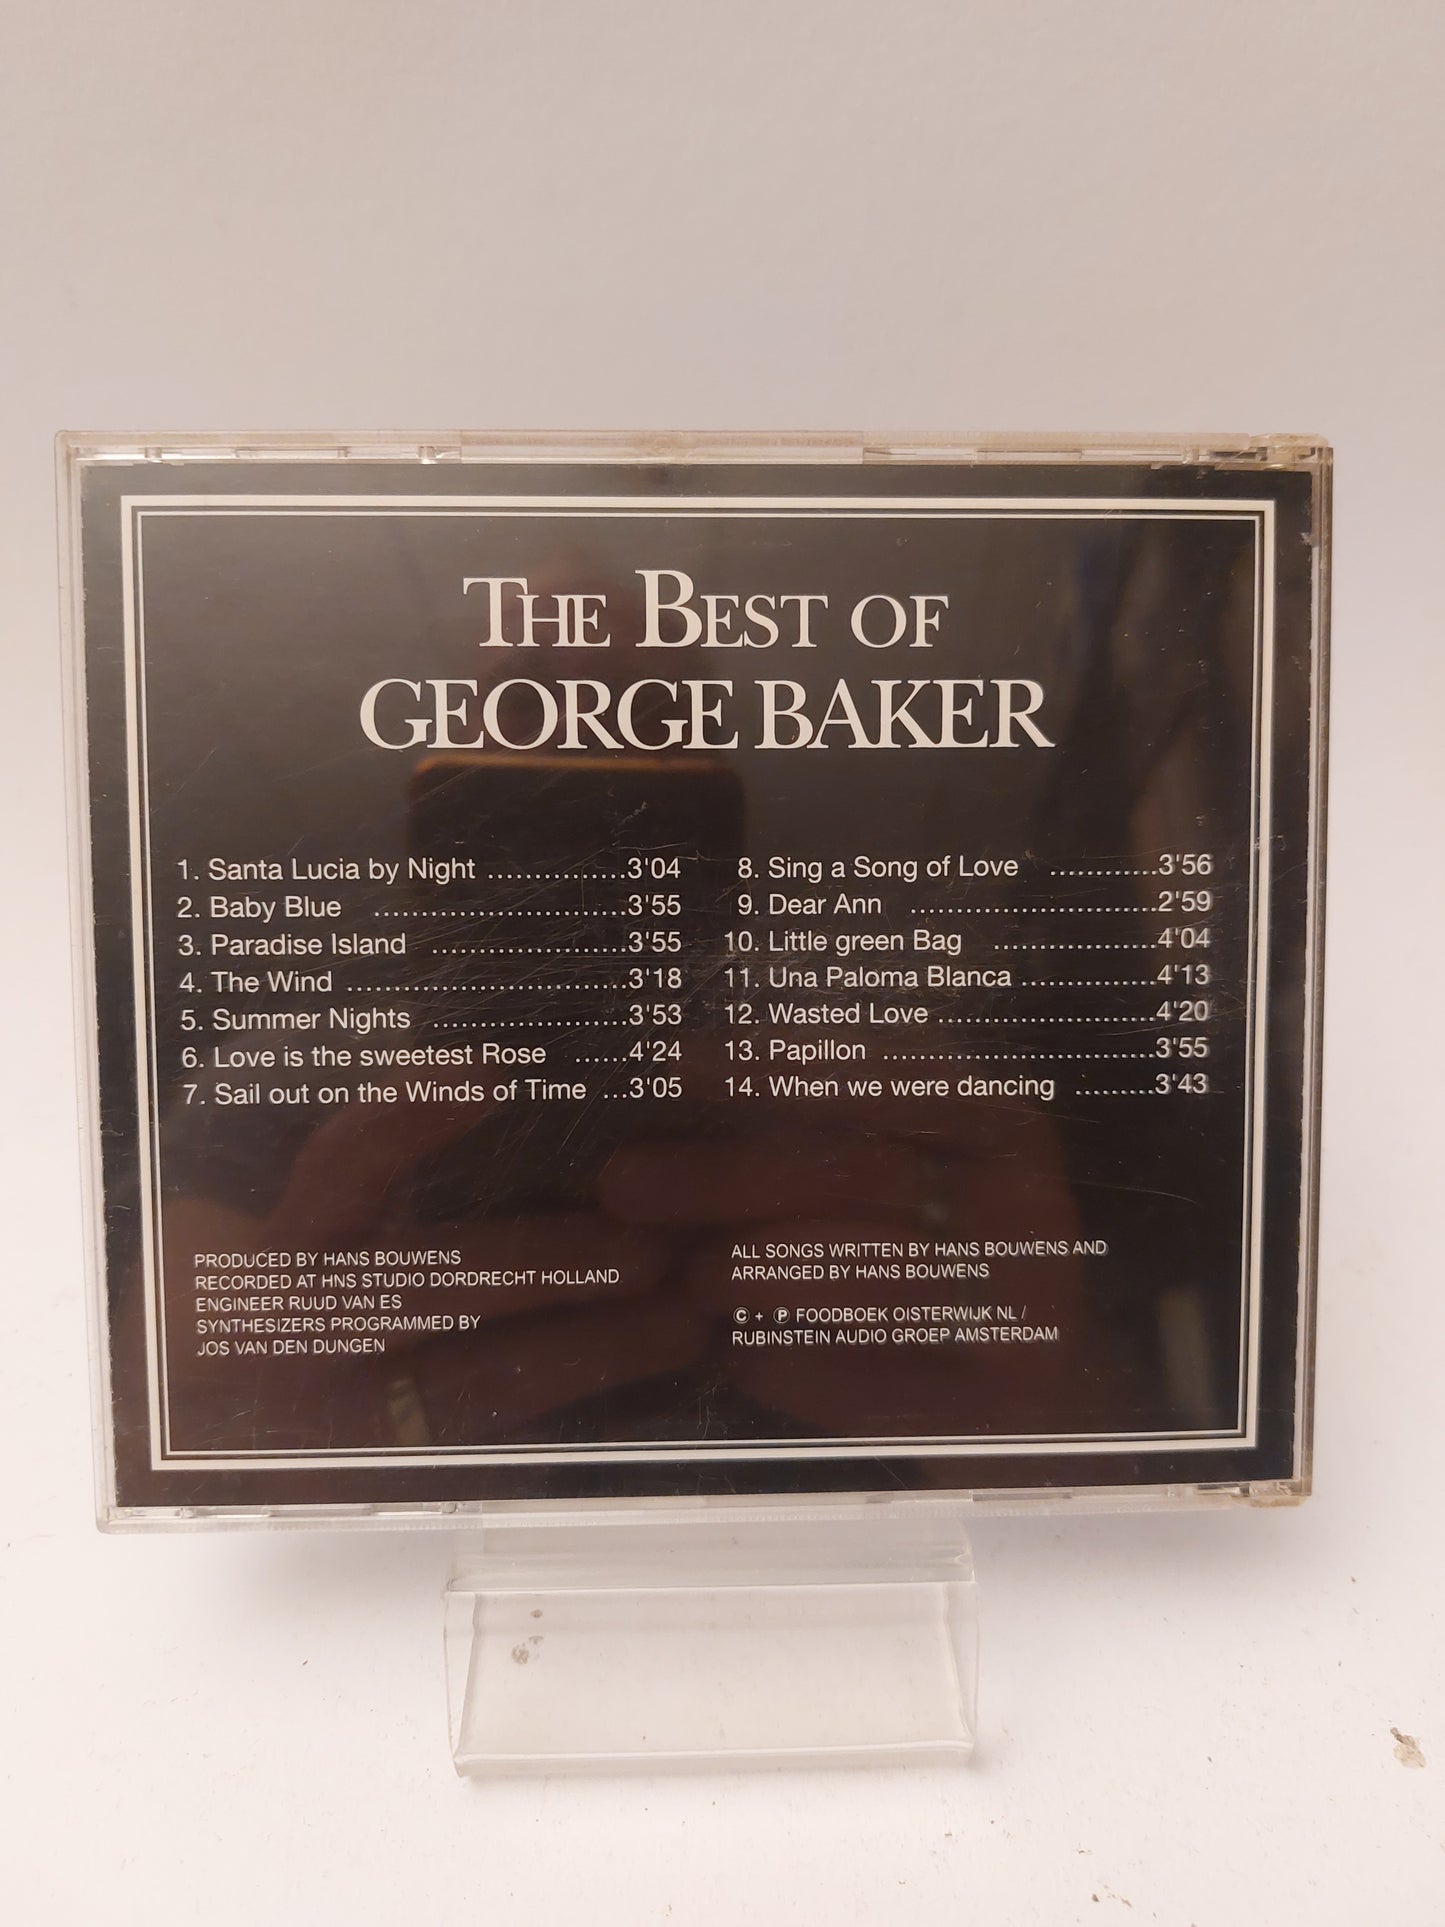 THE BEST OF
GEORGE BAKER
1. Santa Lucia by Night ...............3'04
2. Baby Blue ...........................3'55
3. Paradise Island .....................3'55
4. The Wind ..............................3'18
5. Summer Nights .....................3'53
6. Love is the sweetest Rose ......4'24
7. Sail out on the Winds of Time ...3'05
8. Sing a Song of Love ............3'56
9. Dear Ann ...........................2'59
10. Little green Bag ..................4'04
11. Una Paloma Blanca ...............4'13
12. Wasted Love ........................4'20
13. Papillon ..............................3'55
14. When we were dancing .........3'43
PRODUCED BY HANS BOUWENS
RECORDED AT HNS STUDIO DORDRECHT HOLLAND
ENGINEER RUUD VAN ES
SYNTHESIZERS PROGRAMMED BY
JOS VAN DEN DUNGEN
ALL SONGS WRITTEN BY HANS BOUWENS AND
ARRANGED BY HANS BOUWENS
© + ℗ FOODBOEK OISTERWIJK NL /
RUBINSTEIN AUDIO GROEP AMSTERDAM